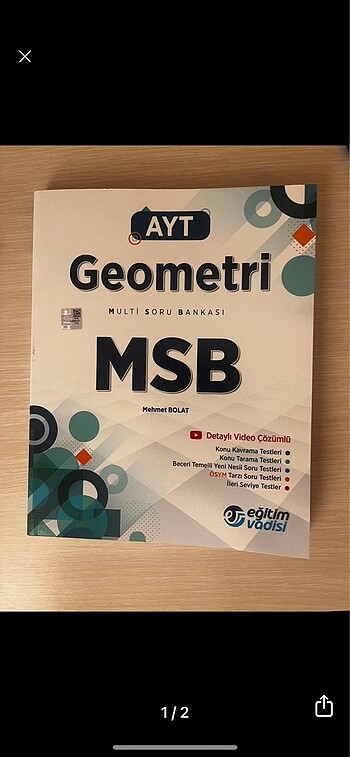 AYT
Geometri
MULTİ SORU BANKASI
MSB
Mehmet BOLAT
Detaylı Video Çözümlü
Konu Kavrama Testleri
Konu Tarama Testleri
Beceri Temelli Yeni Nesil Soru Testleri
ÖSYM Tarzı Soru Testleri
İleri Seviye Testler
eğitim
vadisi
1/2